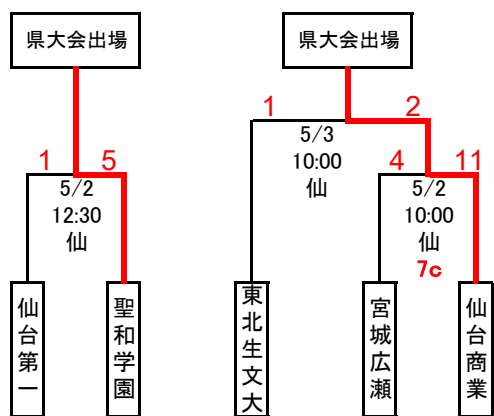 県大会出場
県大会出場
1
2
5/3
10:00
仙
1
5
4
11
5/2
12:30
仙
5/2
10:00
仙
7c
仙台第一
聖和学園
東北生文大
宮城広瀬
仙台商業